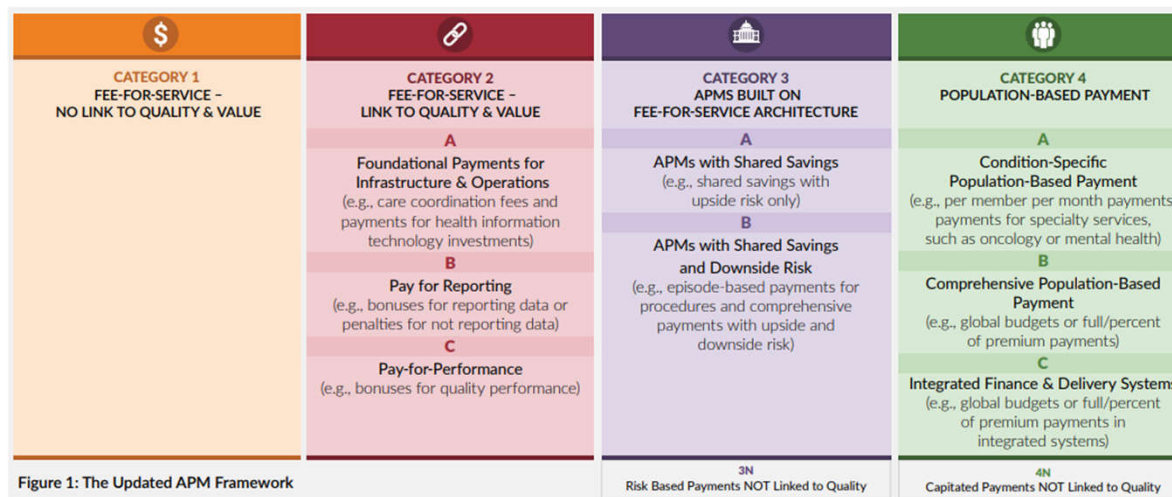 $
CATEGORY 1
FEE-FOR-SERVICE –
NO LINK TO QUALITY & VALUE
CATEGORY 2
FEE-FOR-SERVICE –
LINK TO QUALITY & VALUE
A
Foundational Payments for
Infrastructure & Operations
(e.g., care coordination fees and
payments for health information
technology investments)
B
Pay for Reporting
(e.g., bonuses for reporting data or
penalties for not reporting data)
C
Pay-for-Performance
(e.g., bonuses for quality performance)
CATEGORY 3
APMS BUILT ON
FEE-FOR-SERVICE ARCHITECTURE
A
APMs with Shared Savings
(e.g., shared savings with
upside risk only)
B
APMs with Shared Savings
and Downside Risk
(e.g., episode-based payments for
procedures and comprehensive
payments with upside and
downside risk)
3N
Risk Based Payments NOT Linked to Quality
CATEGORY 4
POPULATION-BASED PAYMENT
A
Condition-Specific
Population-Based Payment
(e.g., per member per month payments
payments for specialty services,
such as oncology or mental health)
B
Comprehensive Population-Based
Payment
(e.g., global budgets or full/percent
of premium payments)
C
Integrated Finance & Delivery Systems
(e.g., global budgets or full/percent
of premium payments in
integrated systems)
4N
Capitated Payments NOT Linked to Quality
Figure 1: The Updated APM Framework